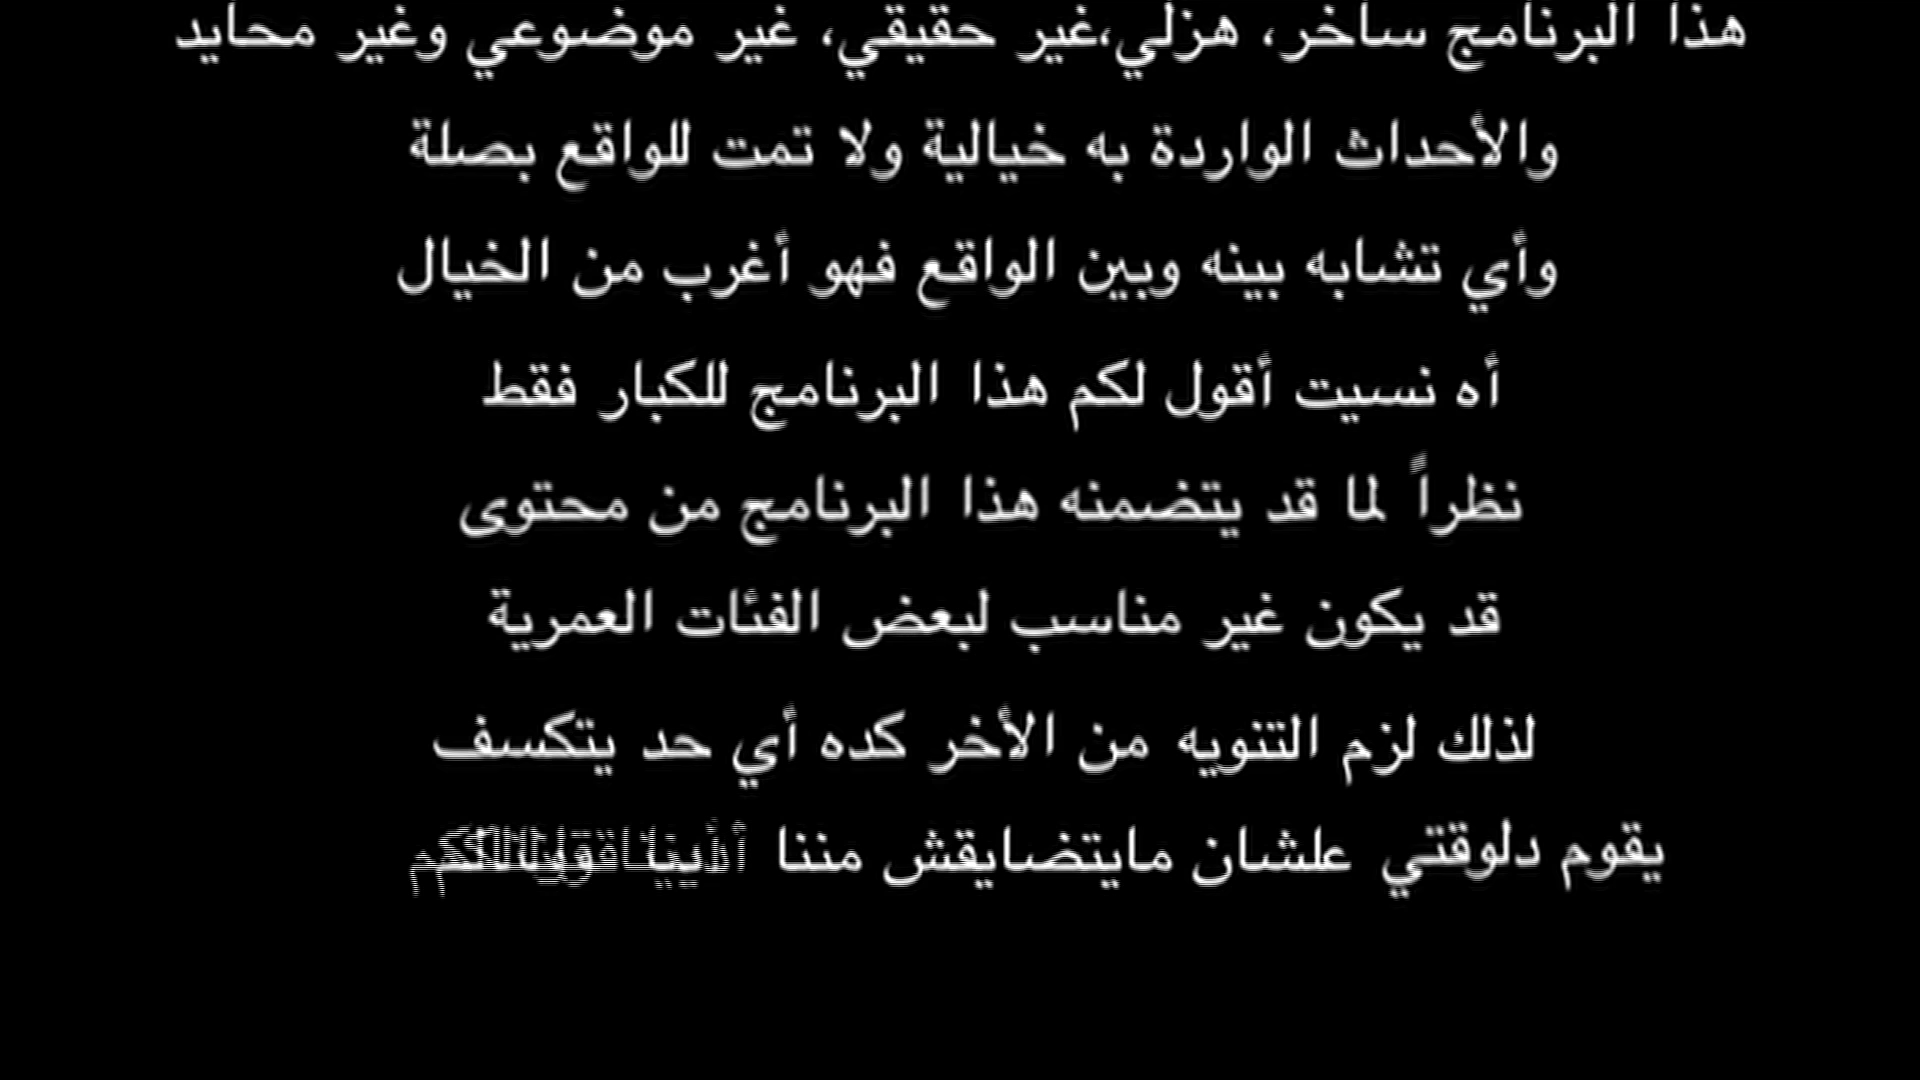 هذا البرنامج ساخر، هزلي،غير حقيقي، غير موضوعي وغير محايد
والأحداث الواردة به خيالية ولا تمت للواقع بصلة
وأي تشابه بينه وبين الواقع فهو أغرب من الخيال
أه نسيت أقول لكم هذا البرنامج للكبار فقط
نظراً لما قد يتضمنه هذا البرنامج من محتوى
قد يكون غير مناسب لبعض الفئات العمرية
لذلك لزم التنويه من الأخر كده أي حد يتكسف
يقوم دلوقتي علشان مايتضايقش مننا